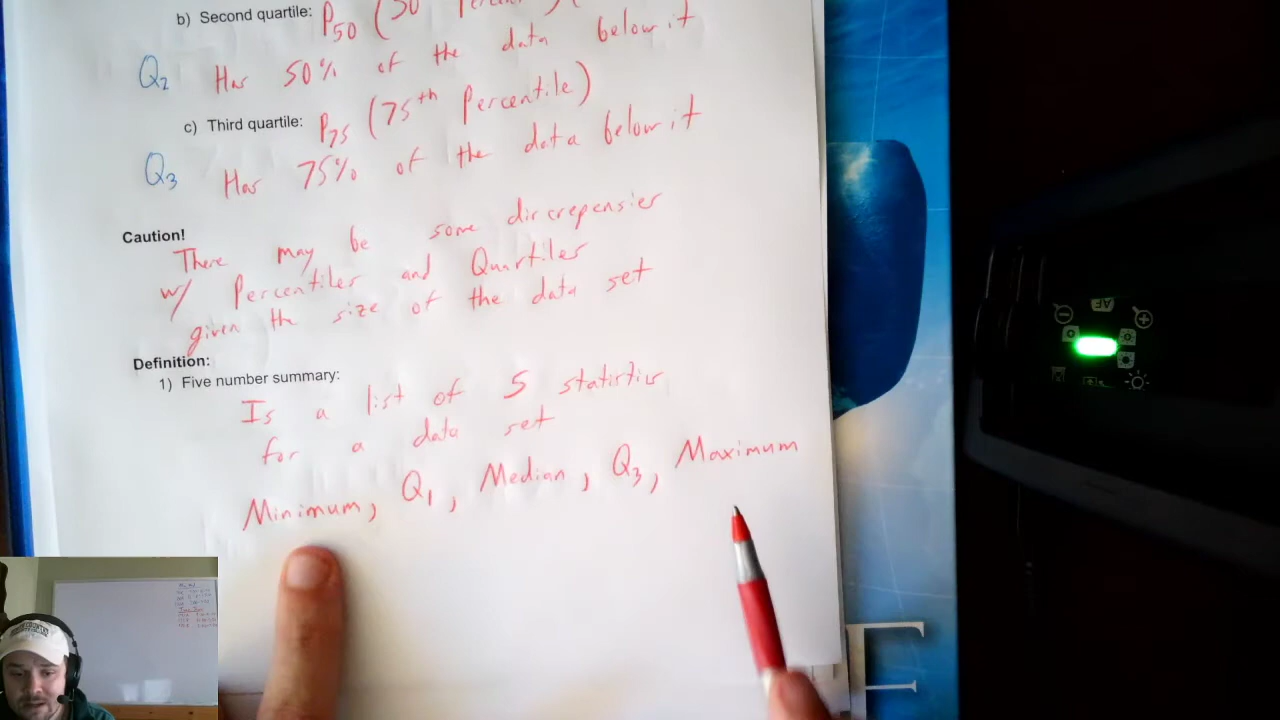 b) Second quartile: P50 (50
Q2 Has 50% of the data below it
c) Third quartile: P75 (75th Percentile)
Q3 Has 75% of the data below it
Caution!
There may be some discrepensies
w/ Percentiles and Quartiles
given the size of the data set
Definition:
1) Five number summary:
Is a list of 5 statistics
for a data set
Minimum, Q1, Median, Q3, Maximum
AF
E